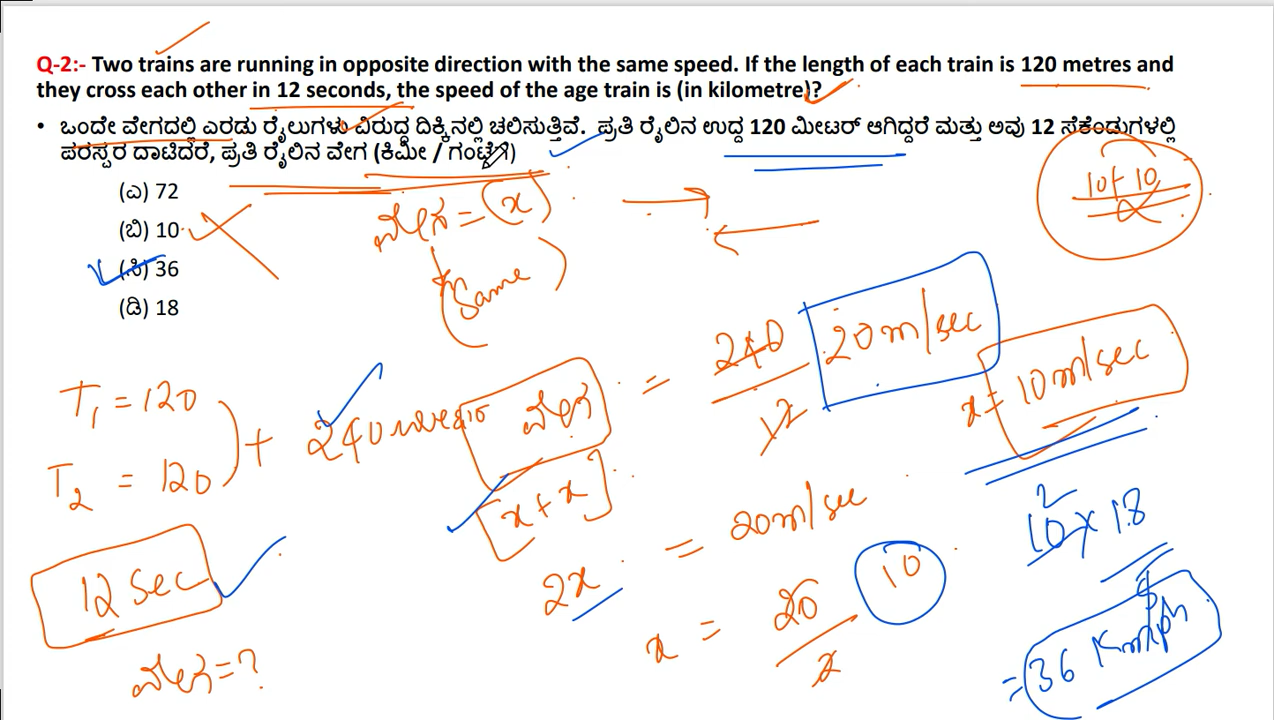 Q-2:- Two trains are running in opposite direction with the same speed. If the length of each train is 120 metres and
they cross each other in 12 seconds, the speed of the age train is (in kilometre)?
• ಒಂದೇ ವೇಗದಲ್ಲಿ ಎರಡು ರೈಲುಗಳು ವಿರುದ್ಧ ದಿಕ್ಕಿನಲ್ಲಿ ಚಲಿಸುತ್ತಿವೆ. ಪ್ರತಿ ರೈಲಿನ ಉದ್ದ 120 ಮೀಟರ್ ಆಗಿದ್ದರೆ ಮತ್ತು ಅವು 12 ಸೆಕೆಂಡುಗಳಲ್ಲಿ
ಪರಸ್ಪರ ದಾಟಿದರೆ, ಪ್ರತಿ ರೈಲಿನ ವೇಗ (ಕಿಮೀ / ಗಂಟೆಗೆ)
(ಎ) 72
(ಬಿ) 10
(ಸಿ) 36
(ಡಿ) 18
ವೇಗ = x
(Same)
10+10
T1 = 120
T2 = 120
+ 240
ವೇಗ = 240
12
20m/sec
x = 10m/sec
x + x
2x = 20m/sec
x = 20
2
10
12 Sec
ವೇಗ = ?
10 × 18
5
= 36 Kmph